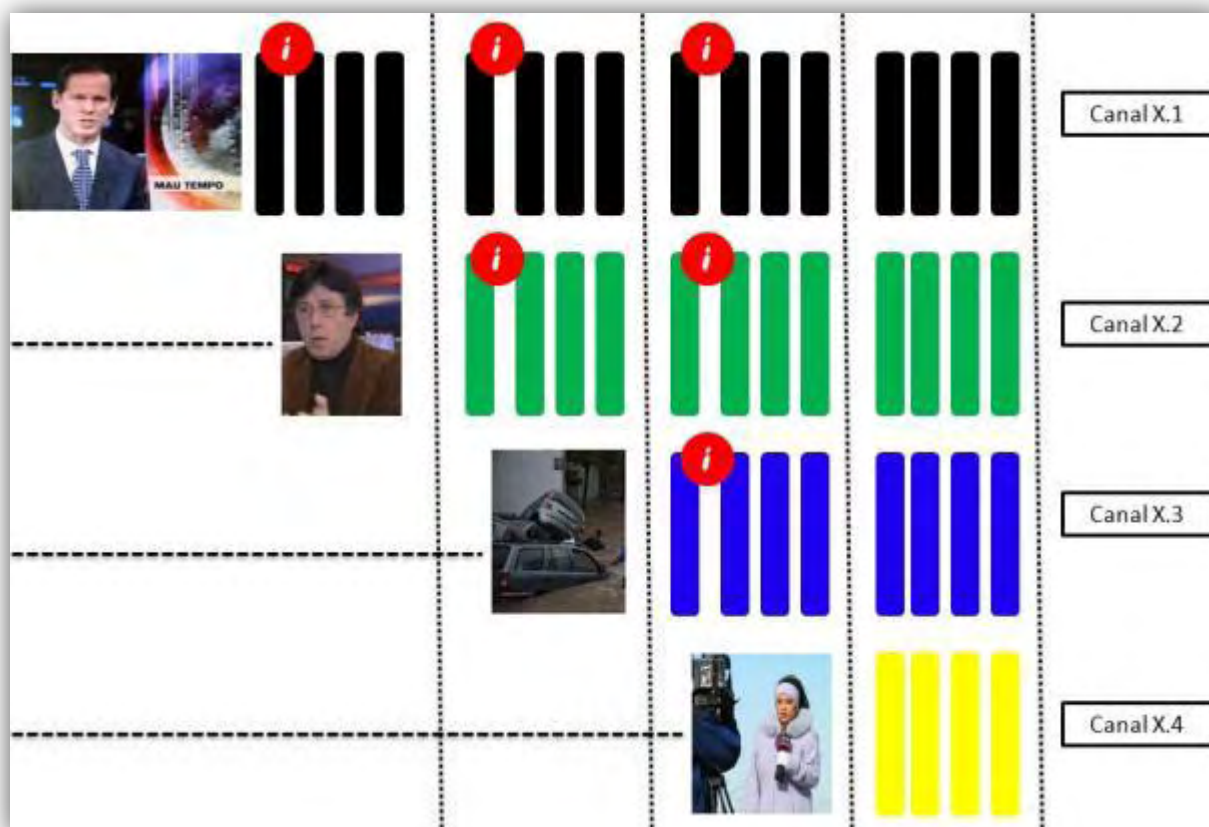 i i i
MAU TEMPO
Canal X.1
i i
Canal X.2
i
Canal X.3
Canal X.4